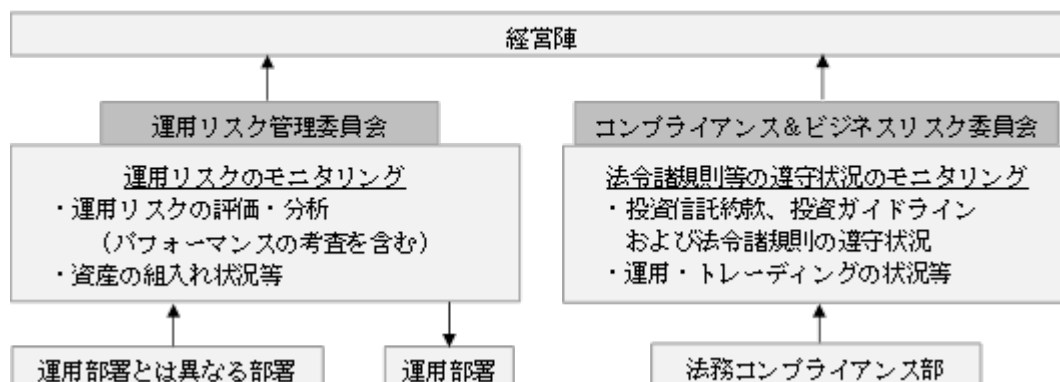 経営陣
運用リスク管理委員会
運用リスクのモニタリング
・運用リスクの評価・分析
（パフォーマンスの考査を含む）
・資産の組入れ状況等
運用部署とは異なる部署
運用部署
コンプライアンス＆ビジネスリスク委員会
法令諸規則等の遵守状況のモニタリング
・投資信託約款、投資ガイドライン
および法令諸規則の遵守状況
・運用・トレーディングの状況等
法務コンプライアンス部